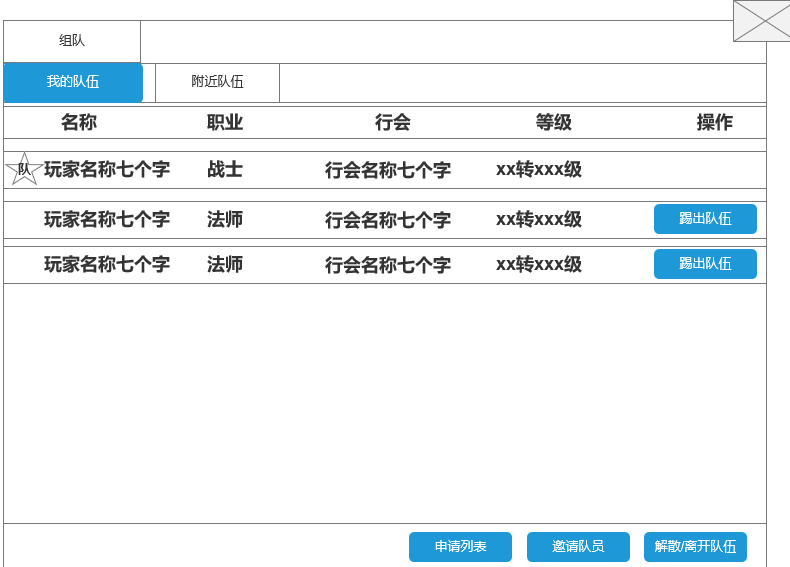 组队
我的队伍 附近队伍
名称 职业 行会 等级 操作
队 玩家名称七个字 战士 行会名称七个字 xx转xxx级
玩家名称七个字 法师 行会名称七个字 xx转xxx级 踢出队伍
玩家名称七个字 法师 行会名称七个字 xx转xxx级 踢出队伍
申请列表 邀请队员 解散/离开队伍